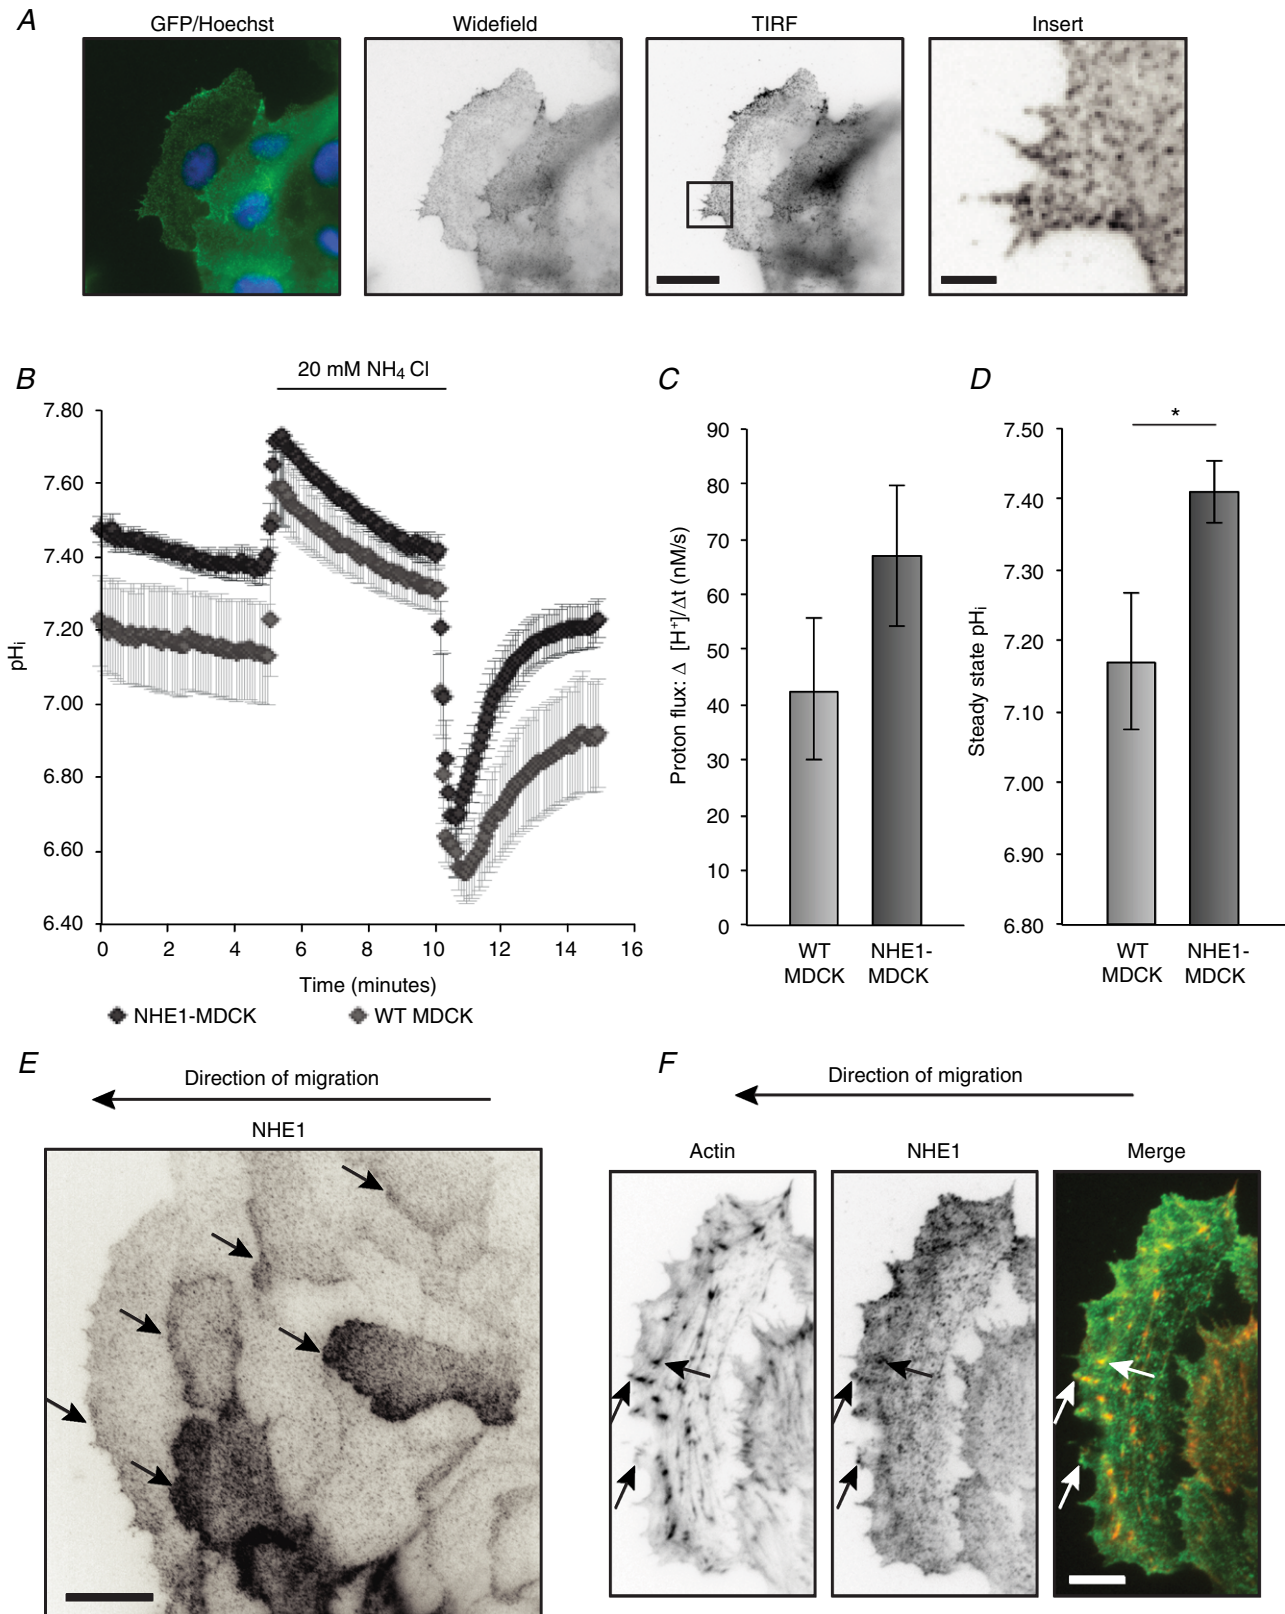 A
GFP/Hoechst
Widefield
TIRF
Insert
B
20 mM NH4 Cl
pHi
7.80
7.60
7.40
7.20
7.00
6.80
6.60
6.40
0 2 4 6 8 10 12 14 16
Time (minutes)
NHE1-MDCK
WT MDCK
C
Proton flux: Δ [H+]/Δt (nM/s)
90
80
70
60
50
40
30
20
10
0
WT
MDCK
NHE1-
MDCK
D
Steady state pHi
7.50
7.40
7.30
7.20
7.10
7.00
6.90
6.80
*
WT
MDCK
NHE1-
MDCK
E
Direction of migration
NHE1
F
Direction of migration
Actin
NHE1
Merge